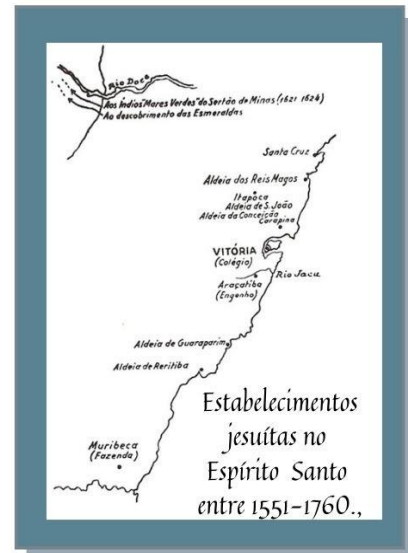 Rio Doce
Aos Índios "Mares Verdes" do Sertão de Minas (1621 1624)
Ao descobrimento das Esmeraldas
Santa Cruz
Aldeia dos Reis Magos
Itapoca
Aldeia de S. João
Aldeia da Conceição
Carapina
VITÓRIA
(Colégio)
Rio Jacu
Araçatiba
(Engenho)
Aldeia de Guaraparim
Aldeia de Reritiba
Muribeca
(Fazenda)
Estabelecimentos
jesuítas no
Espírito Santo
entre 1551-1760.,